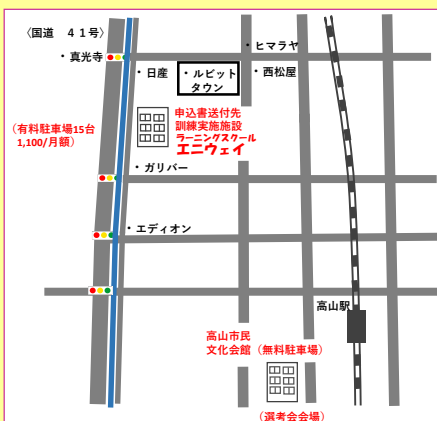 〈国道 41号〉
・真光寺
・ヒマラヤ
・日産
・ルビット
タウン
・西松屋
(有料駐車場15台
1,100/月額)
申込書送付先
訓練実施施設
ラーニングスクール
エニウェイ
・ガリバー
・エディオン
高山駅
高山市民
文化会館(無料駐車場)
(選考会会場)